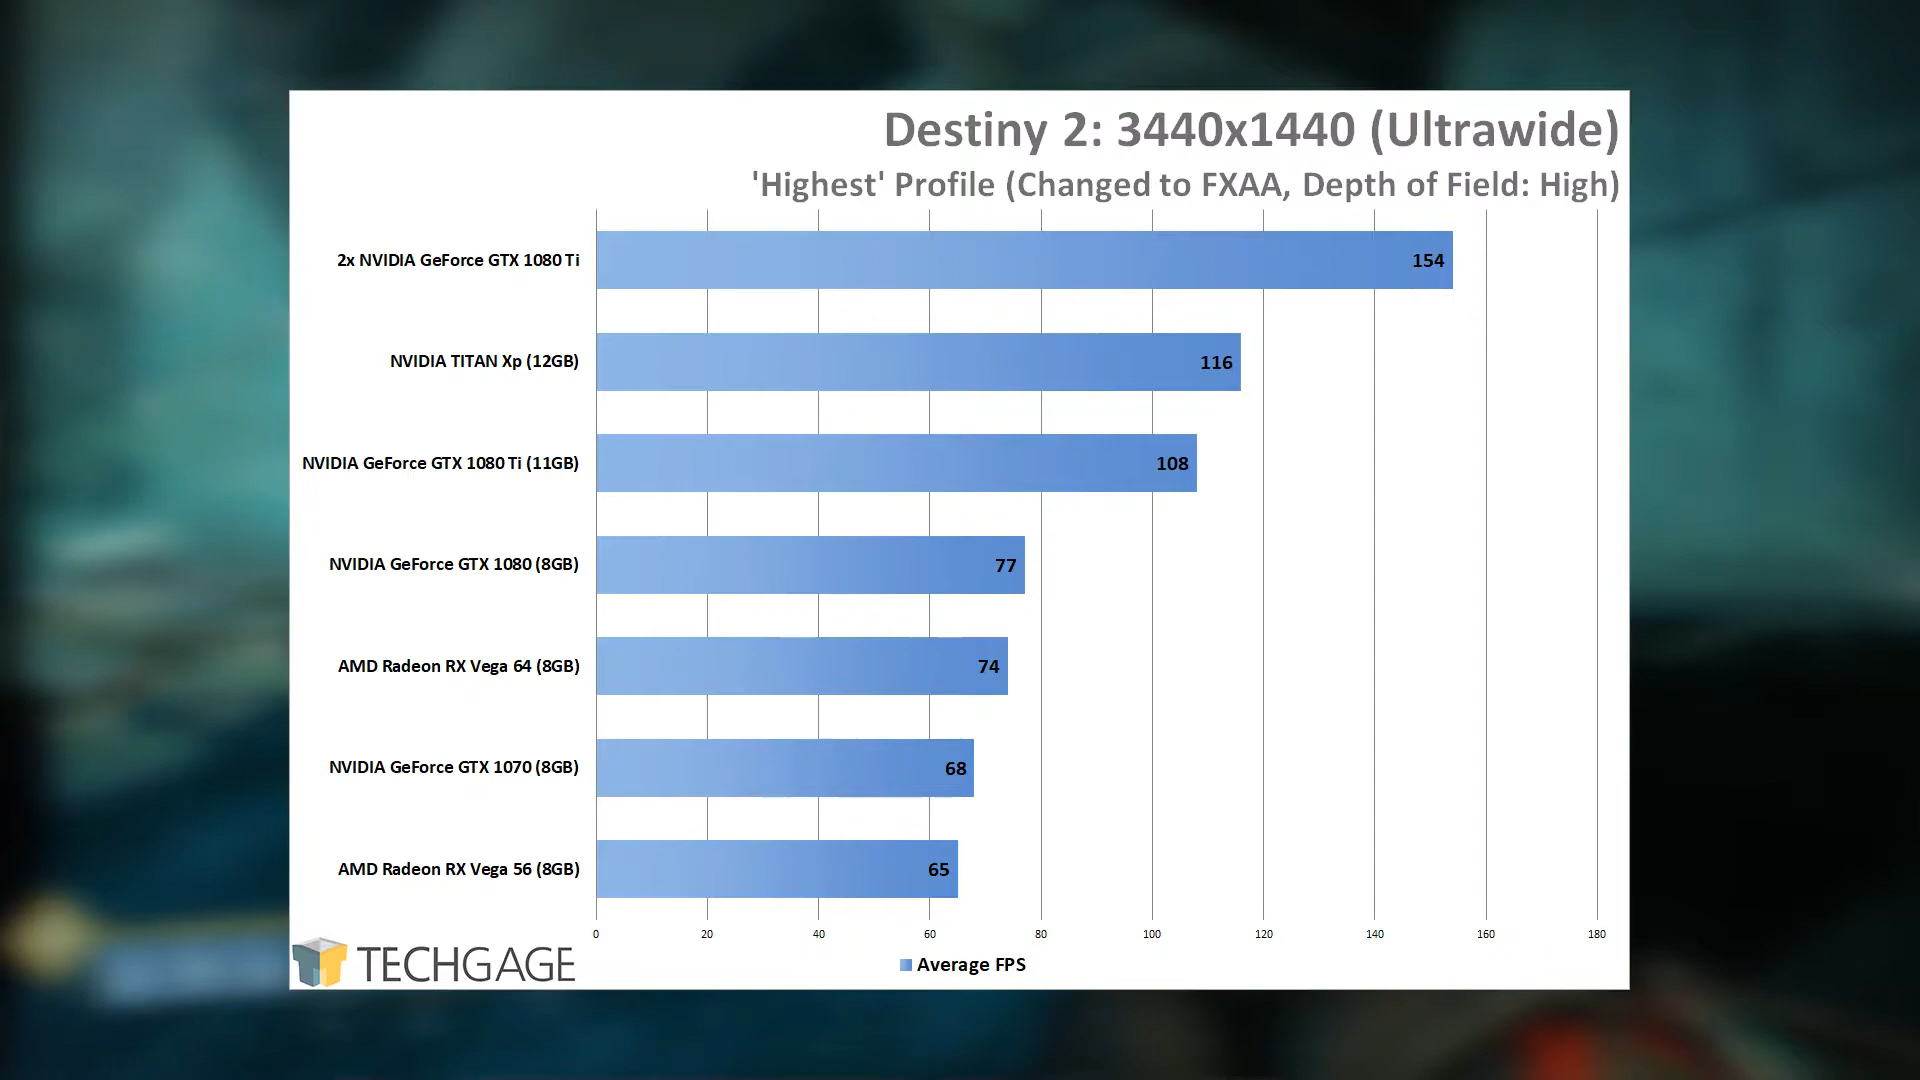 Destiny 2: 3440x1440 (Ultrawide)
'Highest' Profile (Changed to FXAA, Depth of Field: High)
2x NVIDIA GeForce GTX 1080 Ti
154
NVIDIA TITAN Xp (12GB)
116
NVIDIA GeForce GTX 1080 Ti (11GB)
108
NVIDIA GeForce GTX 1080 (8GB)
77
AMD Radeon RX Vega 64 (8GB)
74
NVIDIA GeForce GTX 1070 (8GB)
68
AMD Radeon RX Vega 56 (8GB)
65
0 20 40 60 80 100 120 140 160 180
Average FPS
TECHGAGE